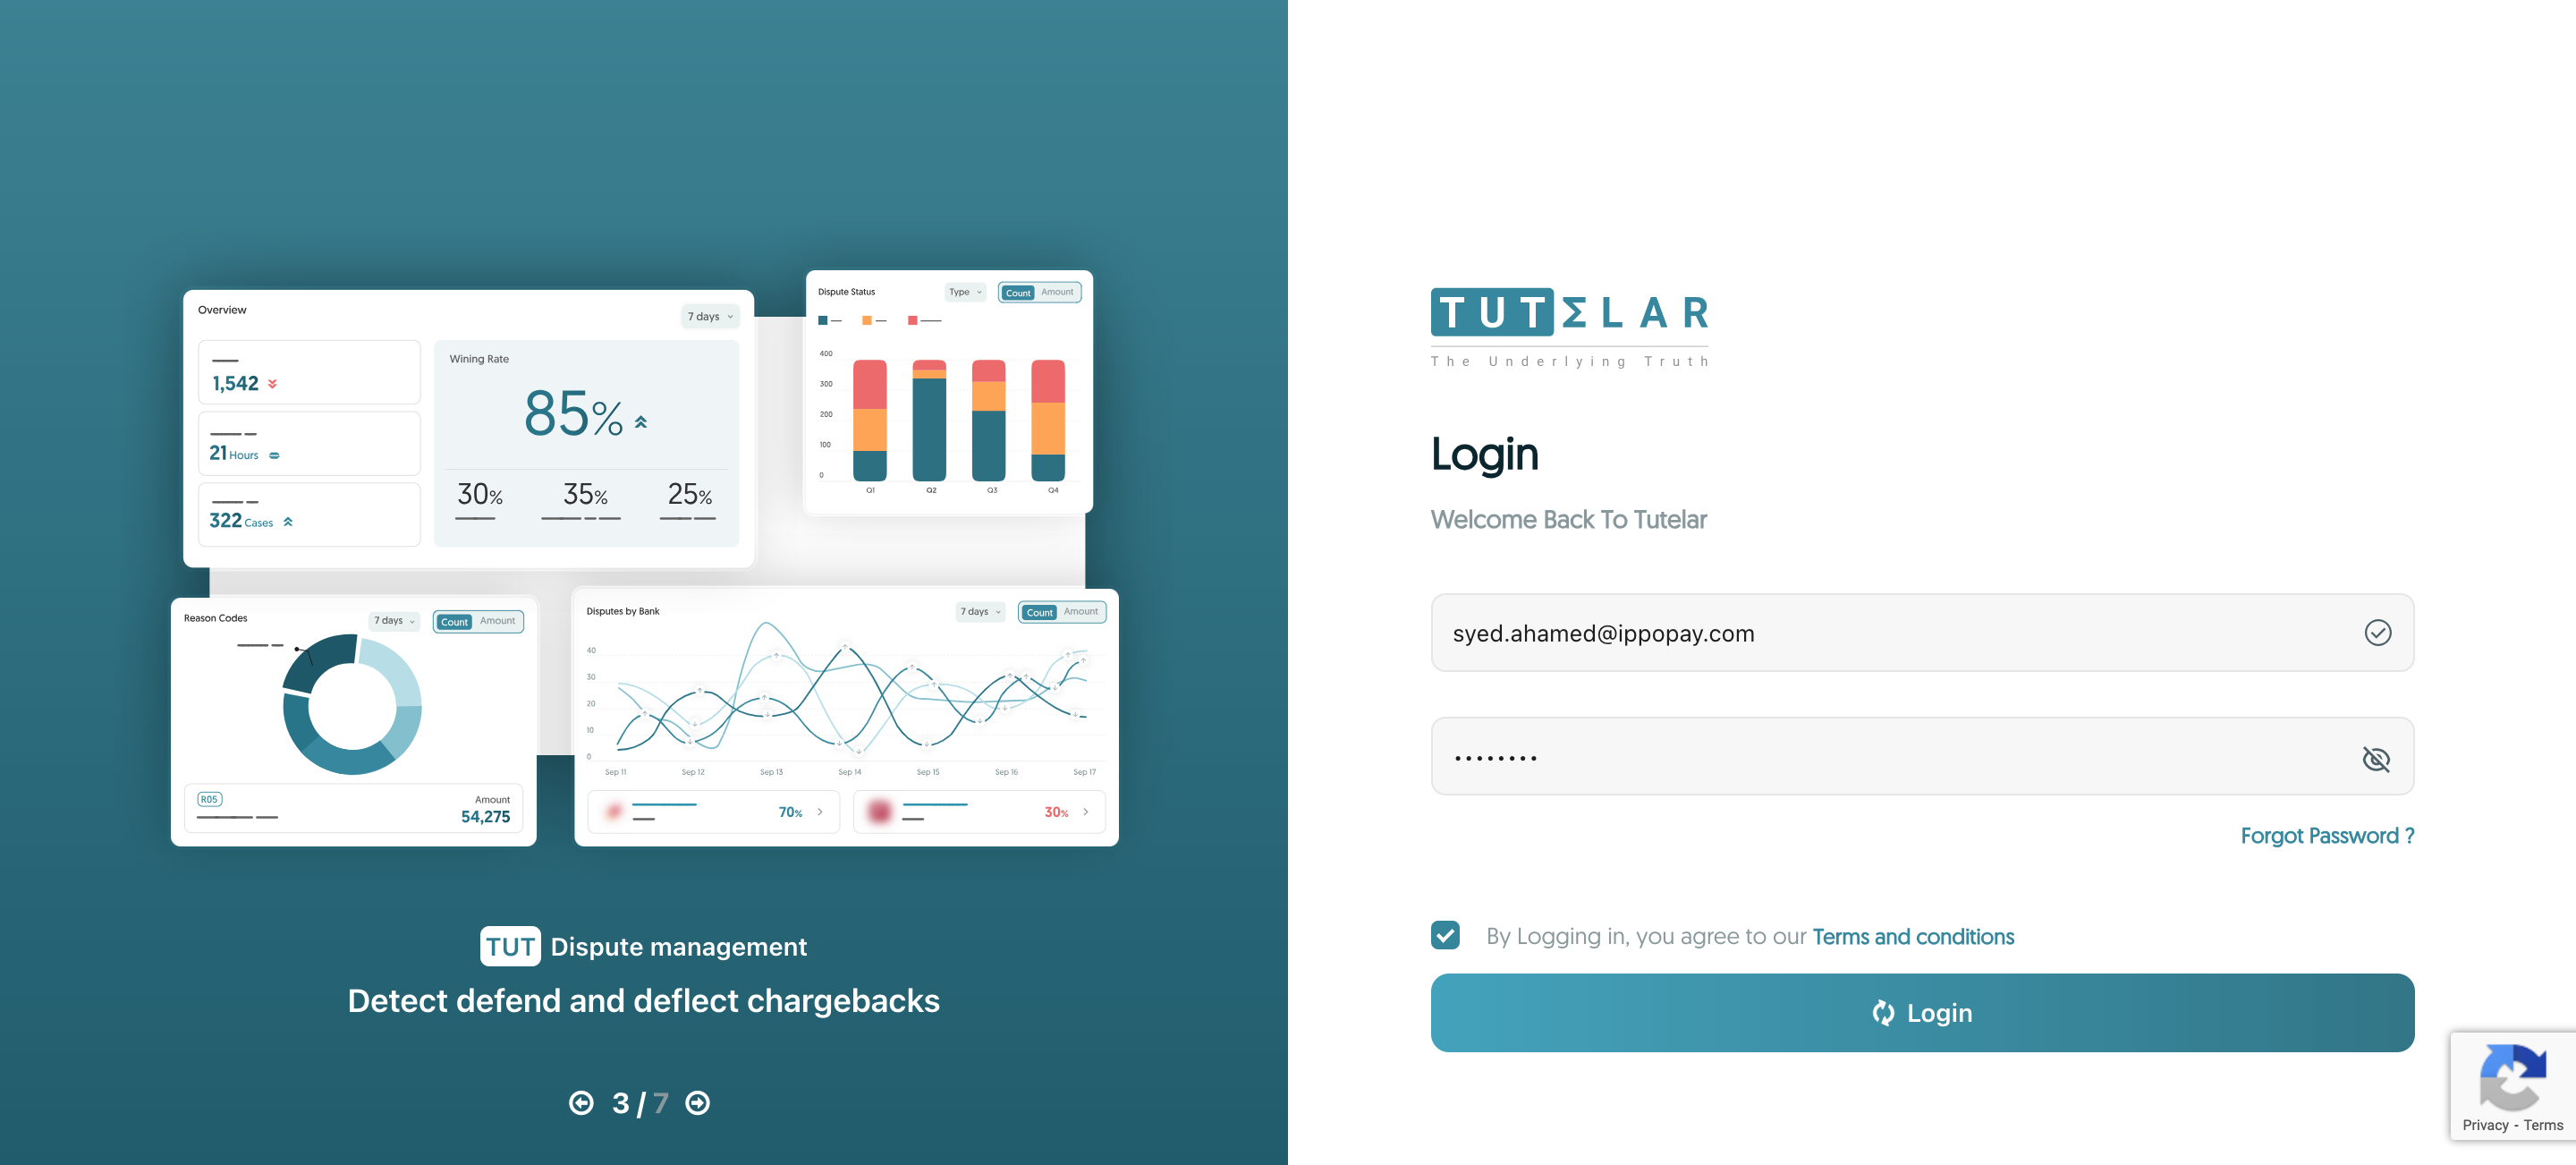 Overview
7 days
1,542
21 Hours
322 Cases
Wining Rate
85%
30% 35% 25%
Dispute Status
Type
Count Amount
400
300
200
100
0
Q1 Q2 Q3 Q4
Reason Codes
7 days
Count Amount
R05
Amount
54,275
Disputes by Bank
7 days
Count Amount
40
30
20
10
0
Sep 11 Sep 12 Sep 13 Sep 14 Sep 15 Sep 16 Sep 17
70%
30%
TUT Dispute management
Detect defend and deflect chargebacks
3 / 7
TUTΣLAR
The Underlying Truth
Login
Welcome Back To Tutelar
syed.ahamed@ippopay.com
••••••••
Forgot Password ?
By Logging in, you agree to our Terms and conditions
Login
Privacy - Terms